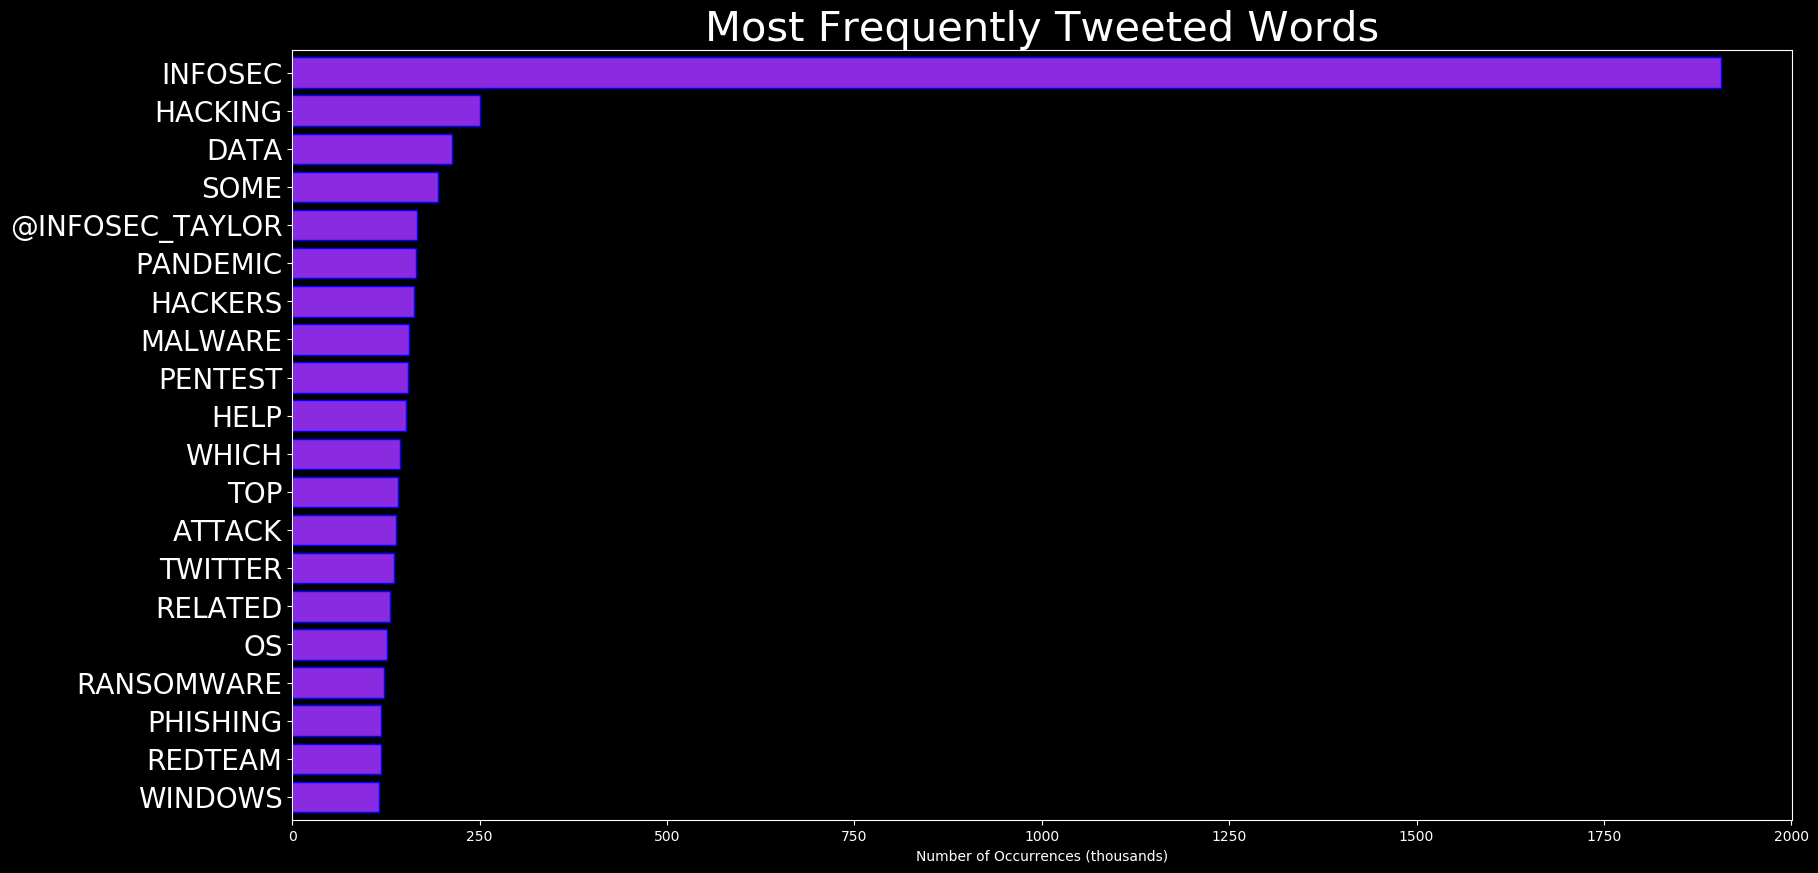 Most Frequently Tweeted Words
INFOSEC
HACKING
DATA
SOME
@INFOSEC_TAYLOR
PANDEMIC
HACKERS
MALWARE
PENTEST
HELP
WHICH
TOP
ATTACK
TWITTER
RELATED
OS
RANSOMWARE
PHISHING
REDTEAM
WINDOWS
0 250 500 750 1000 1250 1500 1750 2000
Number of Occurrences (thousands)